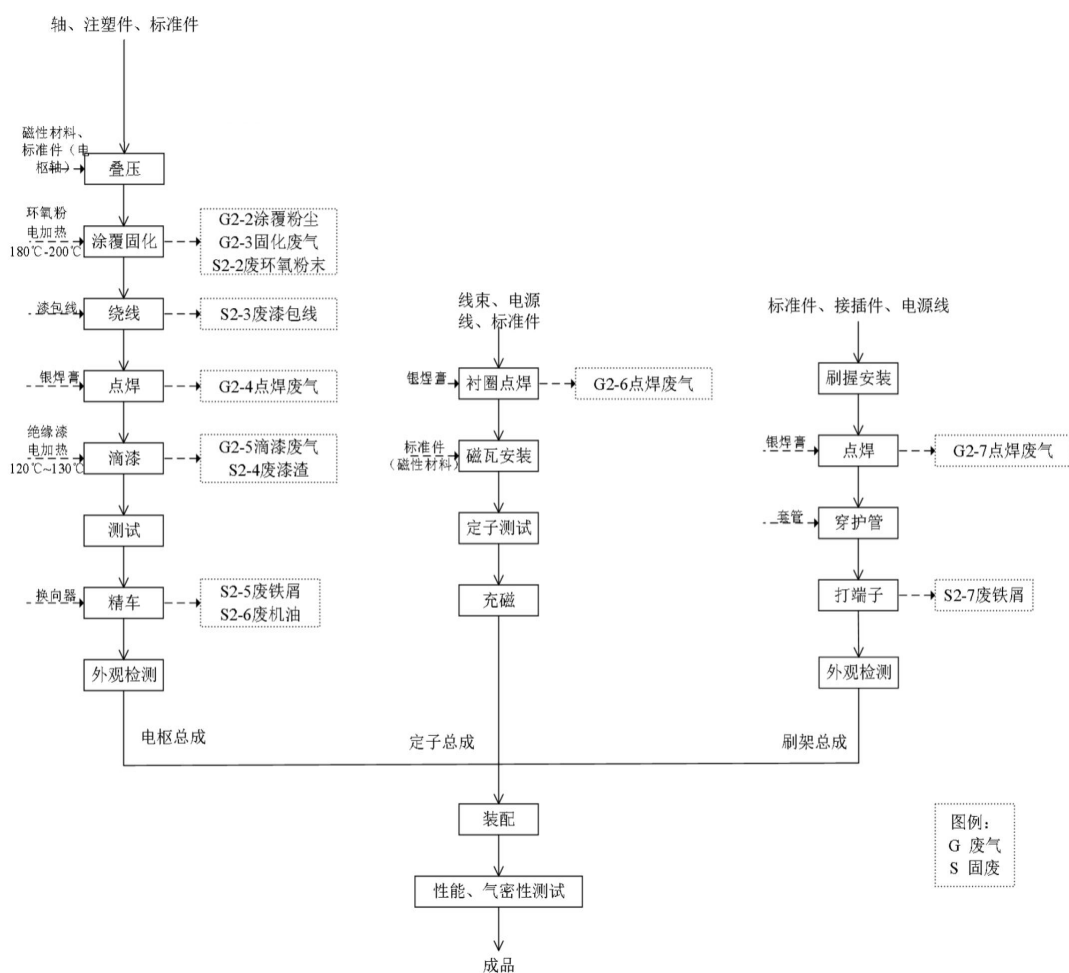 轴、注塑件、标准件
磁性材料、
标准件（电
枢轴）
叠压
环氧粉
电加热
180℃-200℃
涂覆固化
G2-2涂覆粉尘
G2-3固化废气
S2-2废环氧粉末
漆包线
绕线
S2-3废漆包线
银焊膏
点焊
G2-4点焊废气
绝缘漆
电加热
120℃~130℃
滴漆
G2-5滴漆废气
S2-4废漆渣
测试
换向器
精车
S2-5废铁屑
S2-6废机油
外观检测
电枢总成
线束、电源
线、标准件
银焊膏
衬圈点焊
G2-6点焊废气
标准件
（磁性材料）
磁瓦安装
定子测试
充磁
定子总成
标准件、接插件、电源线
刷握安装
银焊膏
点焊
G2-7点焊废气
套管
穿护管
打端子
S2-7废铁屑
外观检测
刷架总成
装配
性能、气密性测试
成品
图例：
G 废气
S 固废